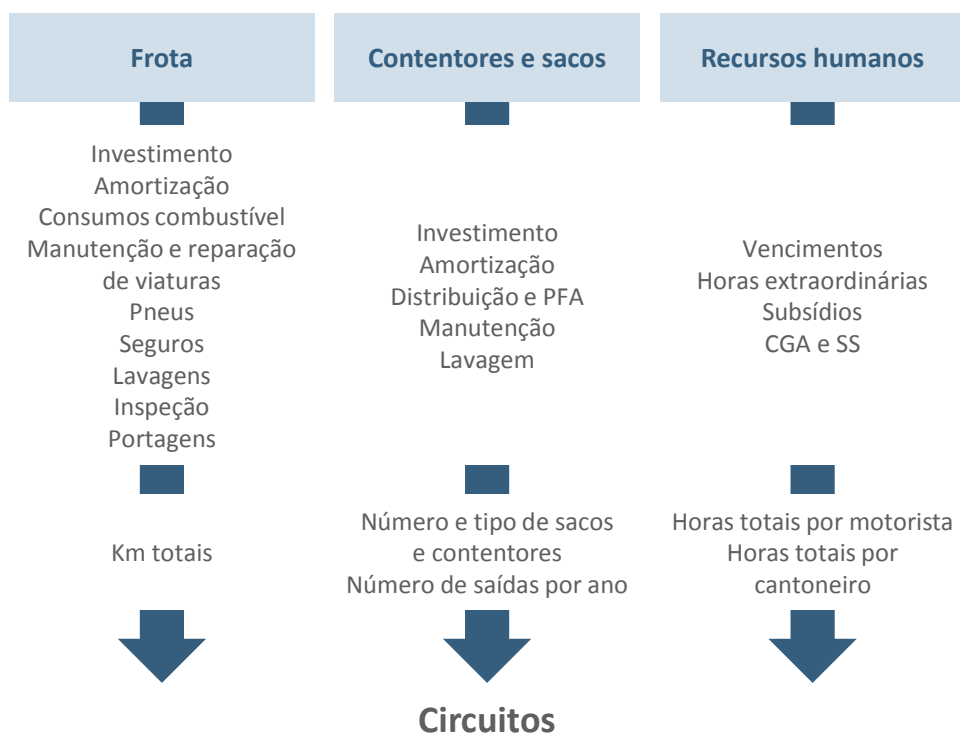 Frota
Investimento
Amortização
Consumos combustível
Manutenção e reparação
de viaturas
Pneus
Seguros
Lavagens
Inspeção
Portagens
Km totais
Contentores e sacos
Investimento
Amortização
Distribuição e PFA
Manutenção
Lavagem
Número e tipo de sacos
e contentores
Número de saídas por ano
Recursos humanos
Vencimentos
Horas extraordinárias
Subsídios
CGA e SS
Horas totais por motorista
Horas totais por
cantoneiro
Circuitos